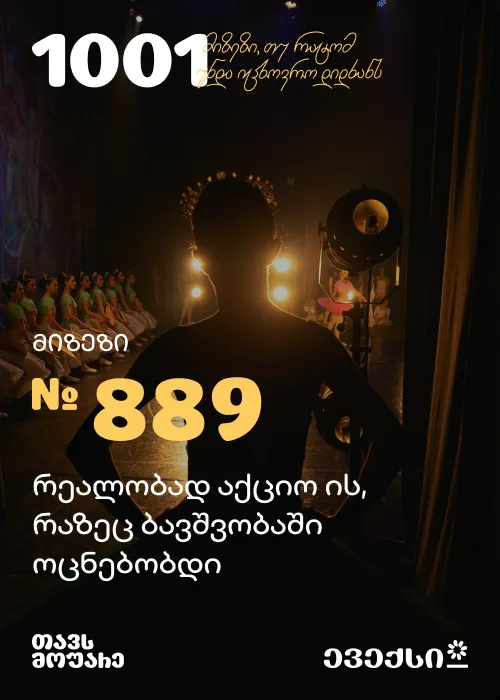 1001 მიზეზი, თუ რატომ
უნდა იცხოვრო დიდხანს
მიზეზი
№ 889
რეალობად აქციო ის,
რაზეც ბავშვობაში
ოცნებობდი
თავს
მოუარე
ევექსი